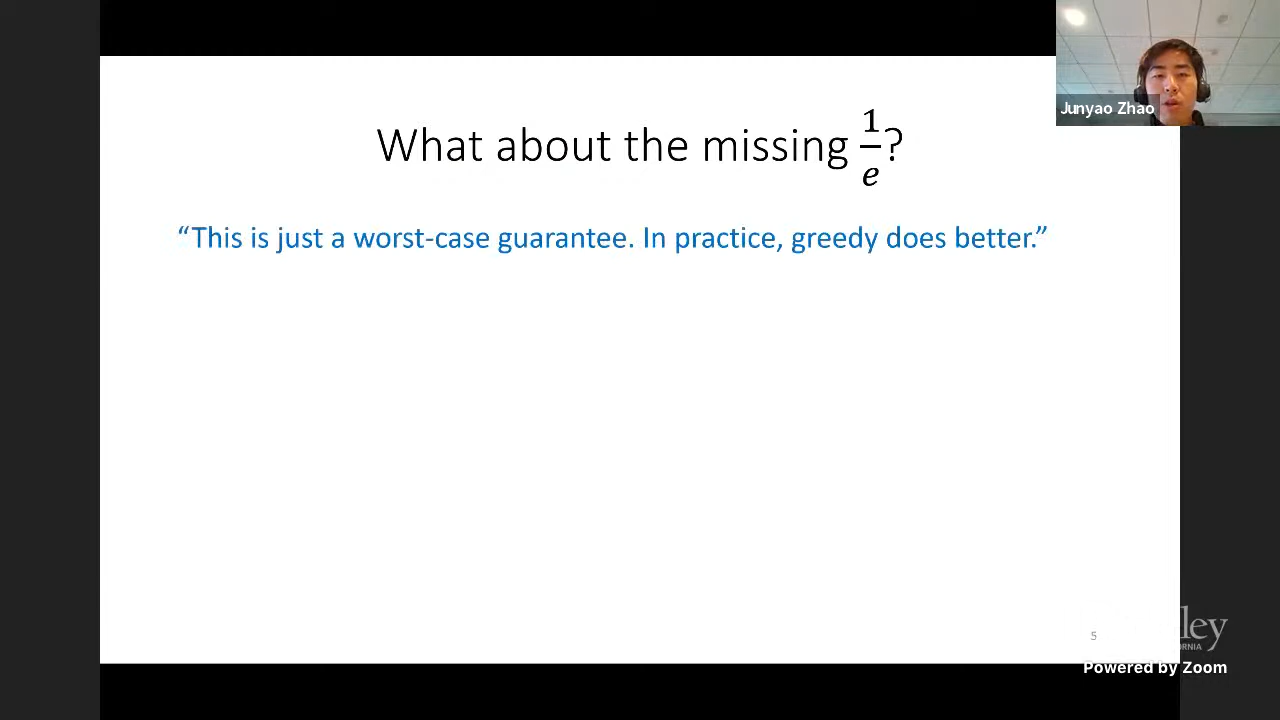 Junyao Zhao
What about the missing 1/e?
“This is just a worst-case guarantee. In practice, greedy does better.”
5
ley
Powered by Zoom